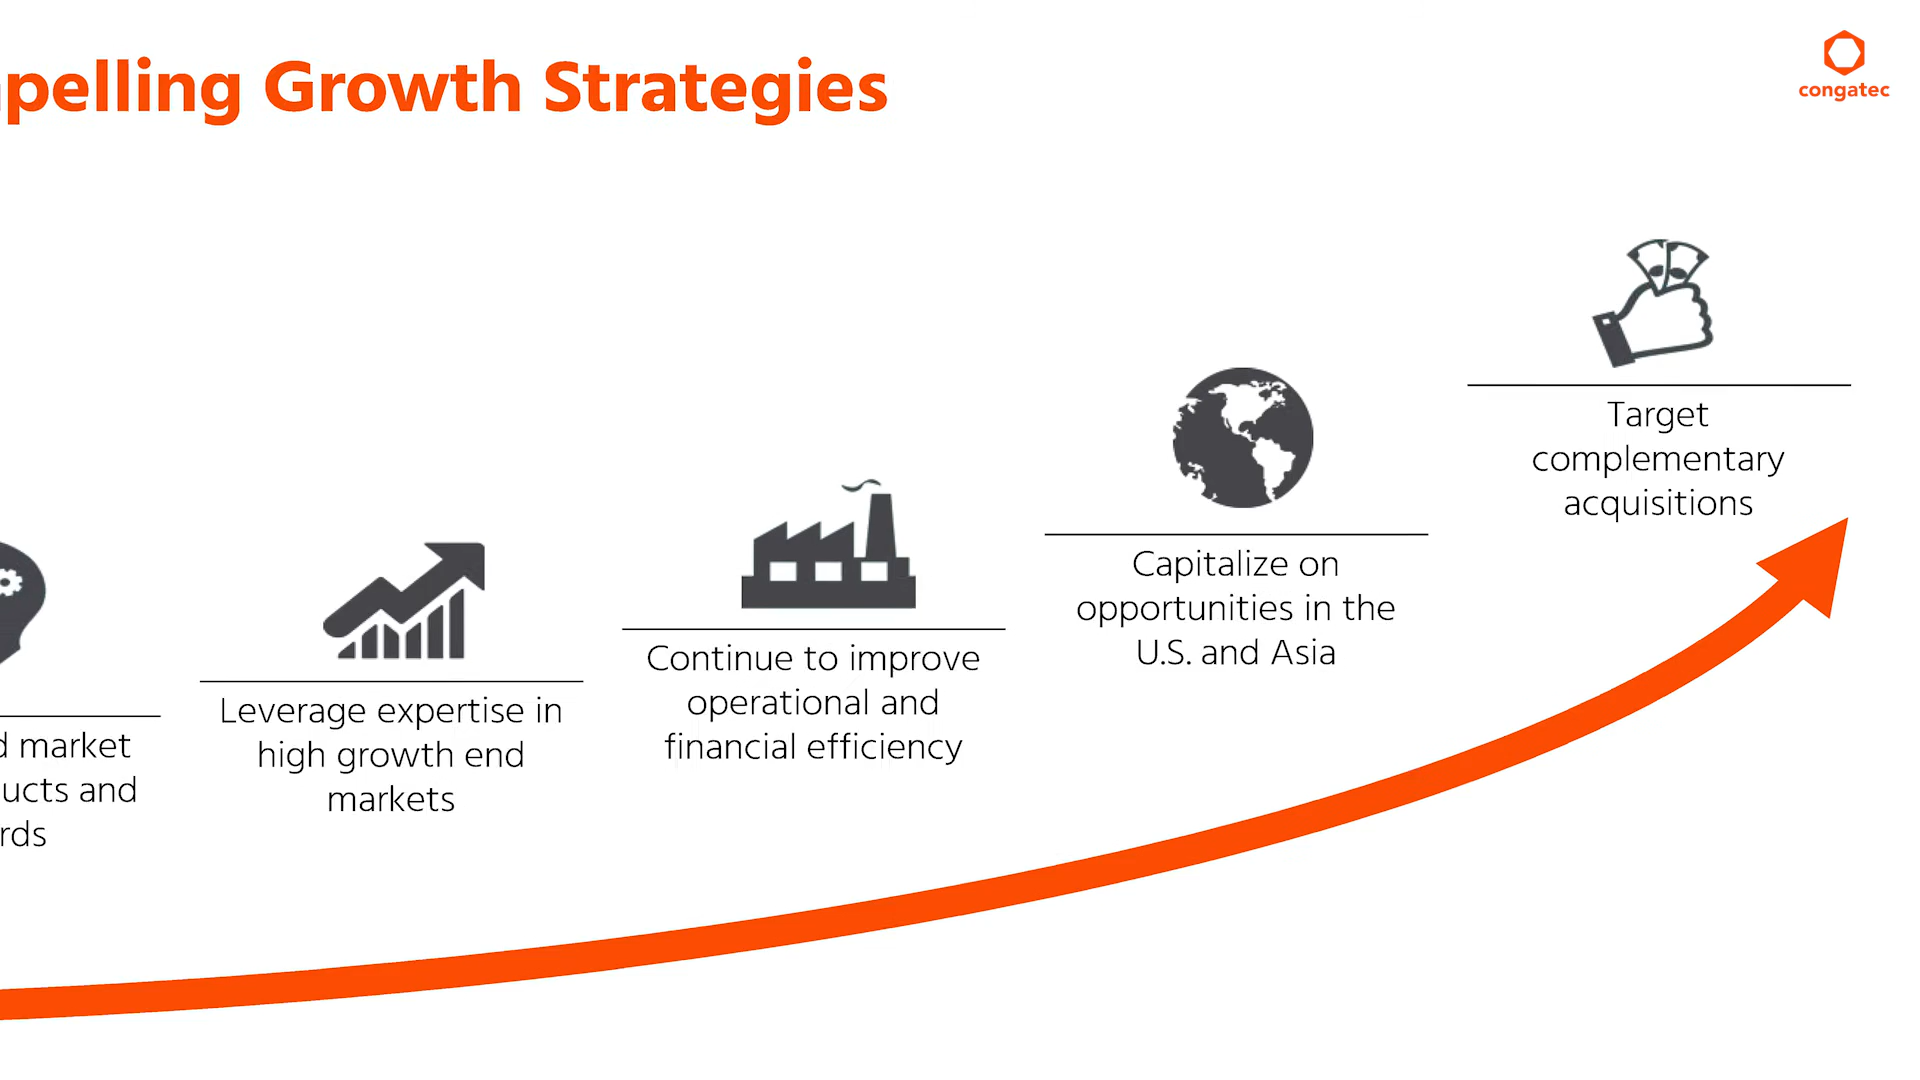 pelling Growth Strategies
congatec
Target
complementary
acquisitions
Capitalize on
opportunities in the
U.S. and Asia
Continue to improve
operational and
financial efficiency
Leverage expertise in
high growth end
markets
market
ucts and
rds